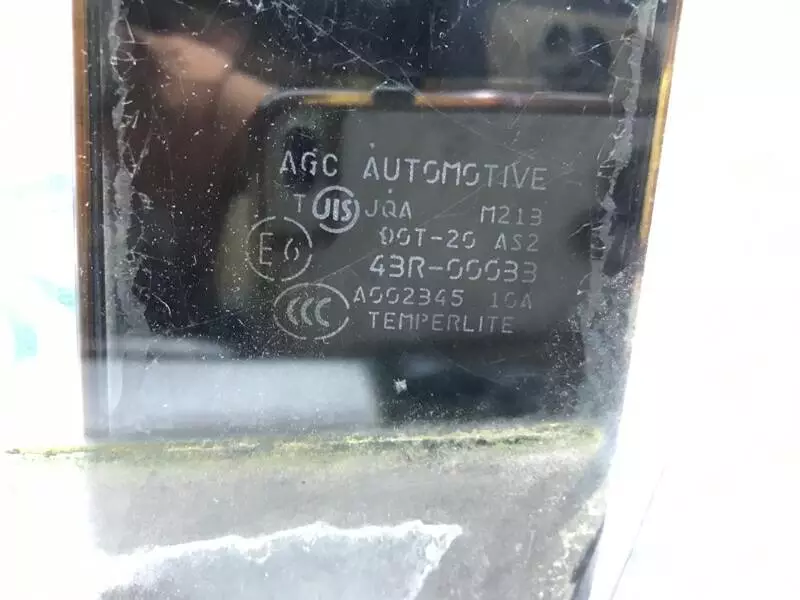 AGC AUTOMOTIVE
T JIS JQA M213
DOT-20 AS2
E6 43R-00033
A002345 10A
CCC TEMPERLITE